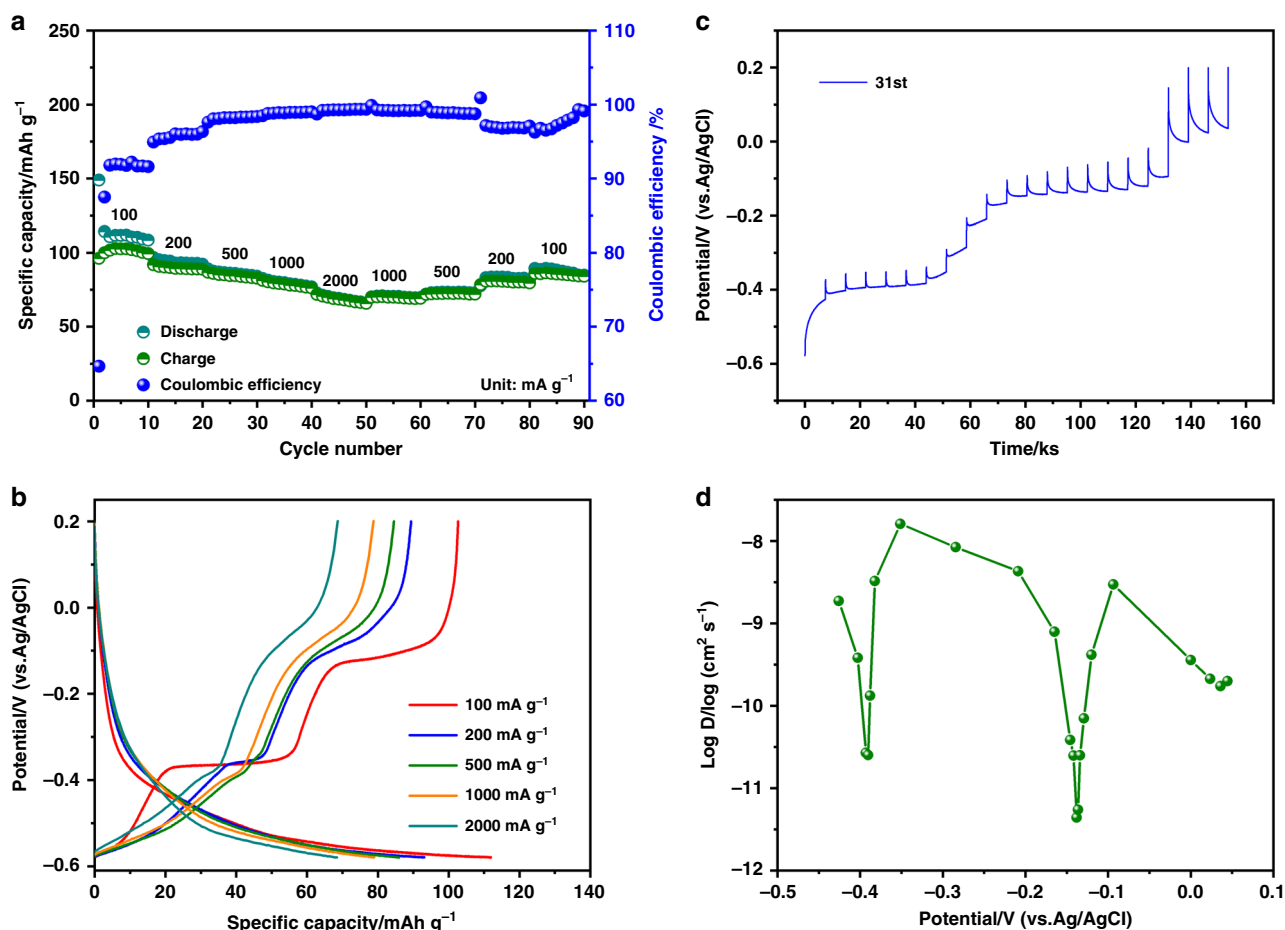 a
250
200
150
100
50
0
Specific capacity/mAh g⁻¹
110
100
90
80
70
60
Coulombic efficiency /%
100
200
500
1000
2000
1000
500
200
100
Discharge
Charge
Coulombic efficiency
Unit: mA g⁻¹
0 10 20 30 40 50 60 70 80 90
Cycle number
c
0.2
0.0
−0.2
−0.4
−0.6
Potential/V (vs.Ag/AgCl)
31st
0 20 40 60 80 100 120 140 160
Time/ks
b
0.2
0.0
−0.2
−0.4
−0.6
Potential/V (vs.Ag/AgCl)
100 mA g⁻¹
200 mA g⁻¹
500 mA g⁻¹
1000 mA g⁻¹
2000 mA g⁻¹
0 20 40 60 80 100 120 140
Specific capacity/mAh g⁻¹
d
−7
−8
−9
−10
−11
−12
Log D/log (cm² s⁻¹)
−0.5 −0.4 −0.3 −0.2 −0.1 0.0 0.1
Potential/V (vs.Ag/AgCl)